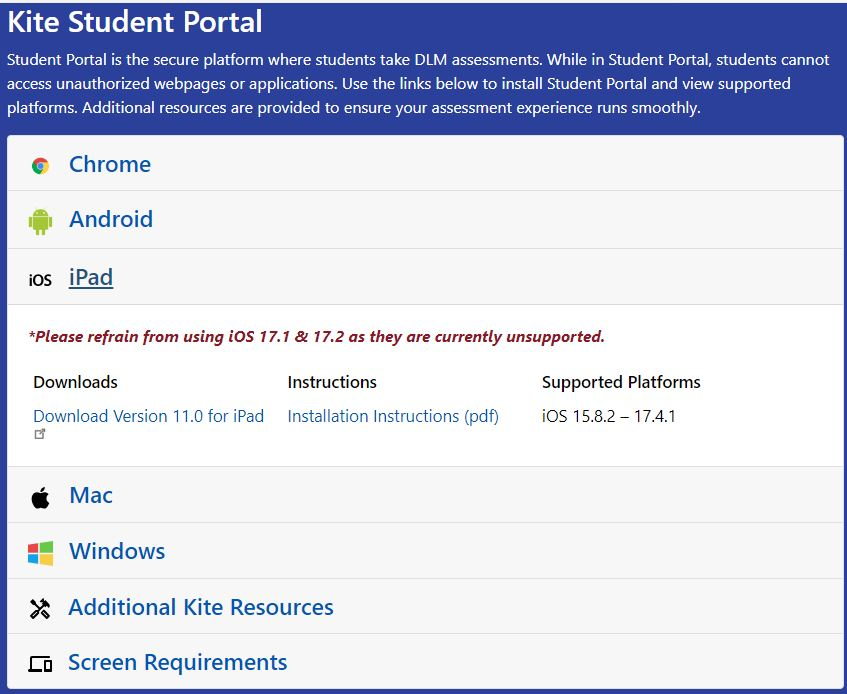 Kite Student Portal
Student Portal is the secure platform where students take DLM assessments. While in Student Portal, students cannot
access unauthorized webpages or applications. Use the links below to install Student Portal and view supported
platforms. Additional resources are provided to ensure your assessment experience runs smoothly.
Chrome
Android
iOS iPad
*Please refrain from using iOS 17.1 & 17.2 as they are currently unsupported.
Downloads Instructions Supported Platforms
Download Version 11.0 for iPad Installation Instructions (pdf) iOS 15.8.2 – 17.4.1
Mac
Windows
Additional Kite Resources
Screen Requirements